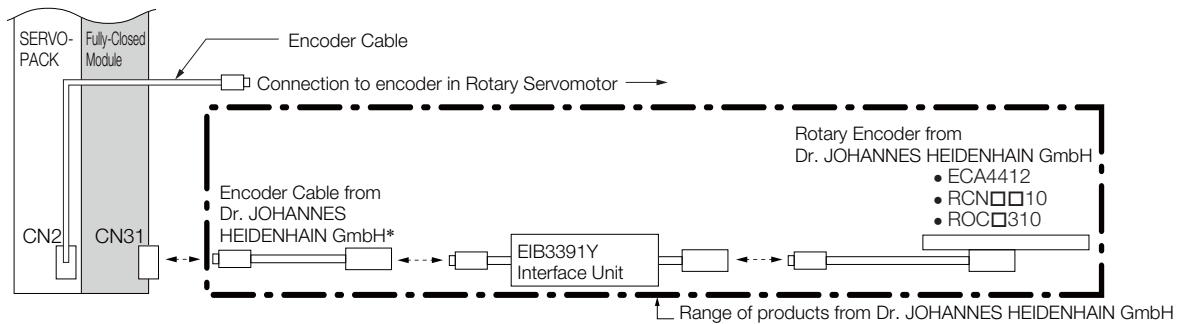 SERVO-
PACK
Fully-Closed
Module
Encoder Cable
Connection to encoder in Rotary Servomotor
Rotary Encoder from
Dr. JOHANNES HEIDENHAIN GmbH
• ECA4412
• RCN□□10
• ROC□310
Encoder Cable from
Dr. JOHANNES
HEIDENHAIN GmbH*
CN2
CN31
EIB3391Y
Interface Unit
Range of products from Dr. JOHANNES HEIDENHAIN GmbH